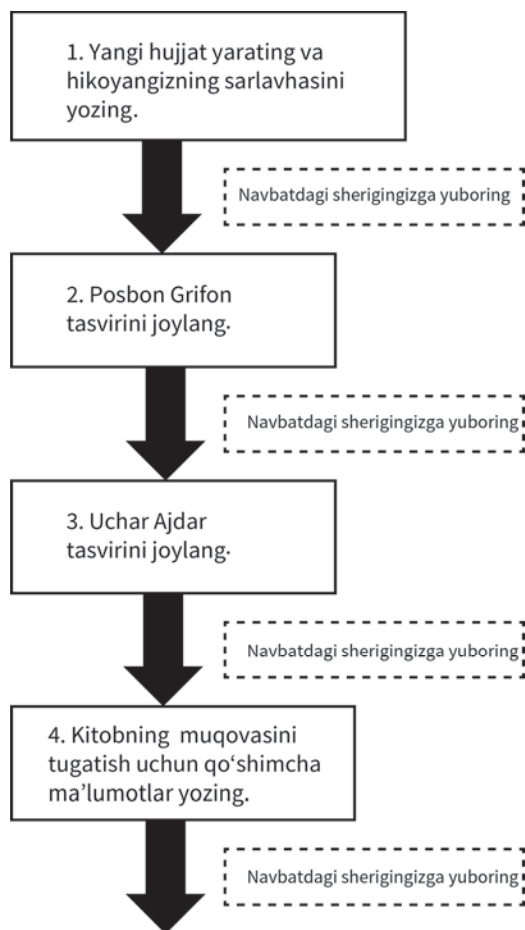 1. Yangi hujjat yarating va
hikoyangizning sarlavhasini
yozing.
Navbatdagi sherigingizga yuboring
2. Posbon Grifon
tasvirini joylang.
Navbatdagi sherigingizga yuboring
3. Uchar Ajdar
tasvirini joylang.
Navbatdagi sherigingizga yuboring
4. Kitobning muqovasini
tugatish uchun qo‘shimcha
ma’lumotlar yozing.
Navbatdagi sherigingizga yuboring